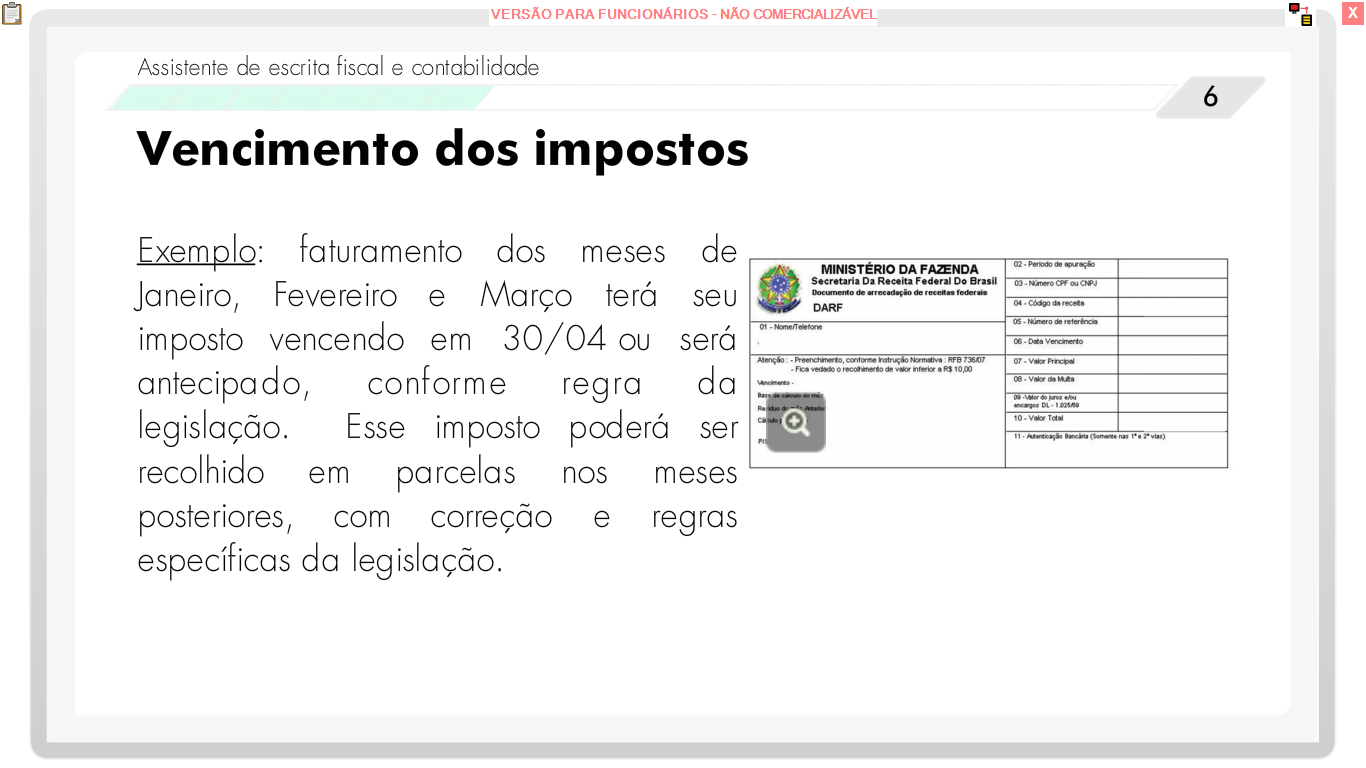 VERSÃO PARA FUNCIONÁRIOS - NÃO COMERCIALIZÁVEL
X
Assistente de escrita fiscal e contabilidade
6
Vencimento dos impostos
Exemplo: faturamento dos meses de
Janeiro, Fevereiro e Março terá seu
imposto vencendo em 30/04 ou será
antecipado, conforme regra da
legislação. Esse imposto poderá ser
recolhido em parcelas nos meses
posteriores, com correção e regras
específicas da legislação.
MINISTÉRIO DA FAZENDA
Secretaria Da Receita Federal Do Brasil
Documento de arrecadação de receitas federais
DARF
01 - Nome/Telefone
Atenção : - Preenchimento, conforme Instrução Normativa : RFB 736/07
- Fica vedado o recolhimento de valor inferior a R$ 10,00
Vencimento -
Base de cálculo do mês
Resíduo do mês Anterior
Cálculo
02 - Período de apuração
03 - Número CPF ou CNPJ
04 - Código da receita
05 - Número de referência
06 - Data Vencimento
07 - Valor Principal
08 - Valor da Multa
09 -Valor do juros e/ou
encargos DL - 1.025/69
10 - Valor Total
11 - Autenticação Bancária (Somente nas 1ª e 2ª vias)